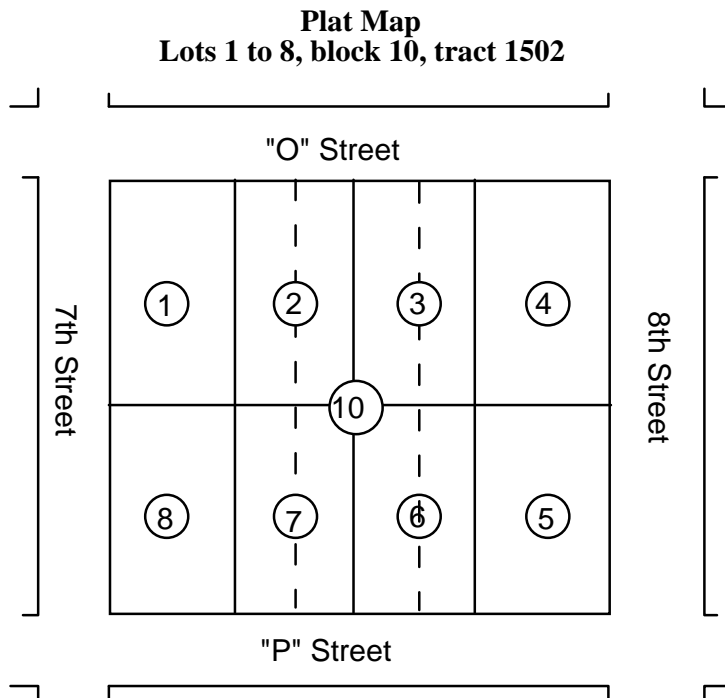 Plat Map
Lots 1 to 8, block 10, tract 1502
"O" Street
7th Street
8th Street
1
2
3
4
10
8
7
6
5
"P" Street